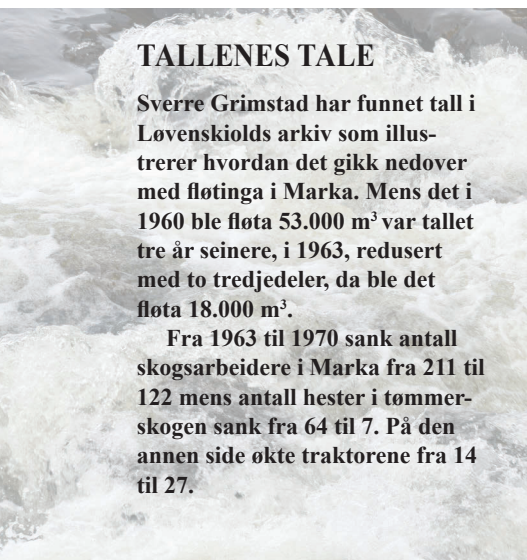 TALLENES TALE
Sverre Grimstad har funnet tall i
Løvenskiolds arkiv som illus-
trerer hvordan det gikk nedover
med fløtinga i Marka. Mens det i
1960 ble fløta 53.000 m³ var tallet
tre år seinere, i 1963, redusert
med to tredjedeler, da ble det
fløta 18.000 m³.
Fra 1963 til 1970 sank antall
skogsarbeidere i Marka fra 211 til
122 mens antall hester i tømmer-
skogen sank fra 64 til 7. På den
annen side økte traktorene fra 14
til 27.